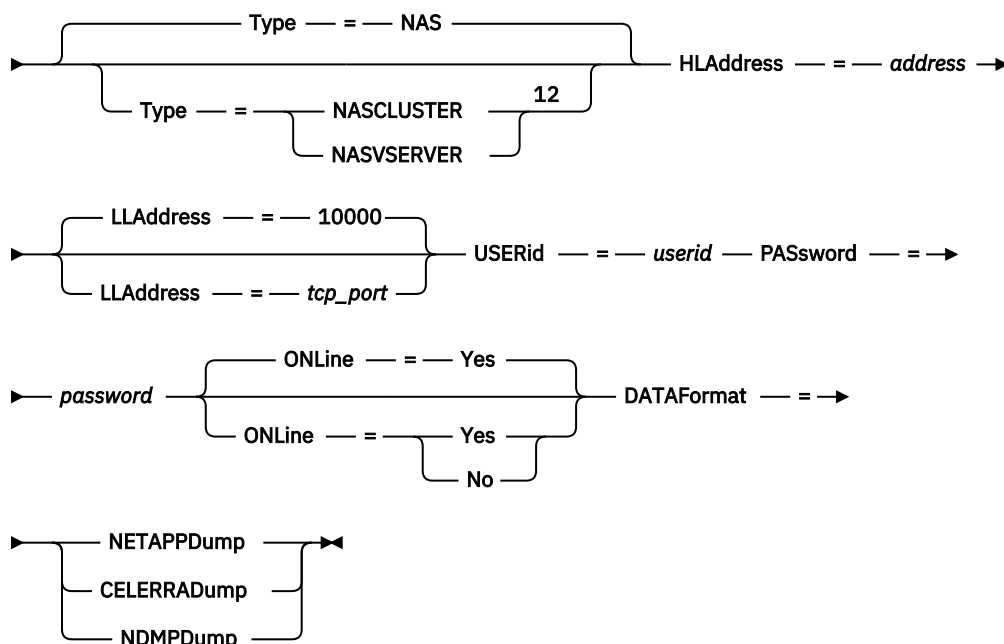 Type = NAS
HLAddress = address
Type = NASCLUSTER 12
NASVSERVER
LLAddress = 10000
USERid = userid PASsword =
LLAddress = tcp_port
ONLine = Yes
password DATAFormat =
ONLine = Yes
No
NETAPPDump
CELERRADump
NDMPDump